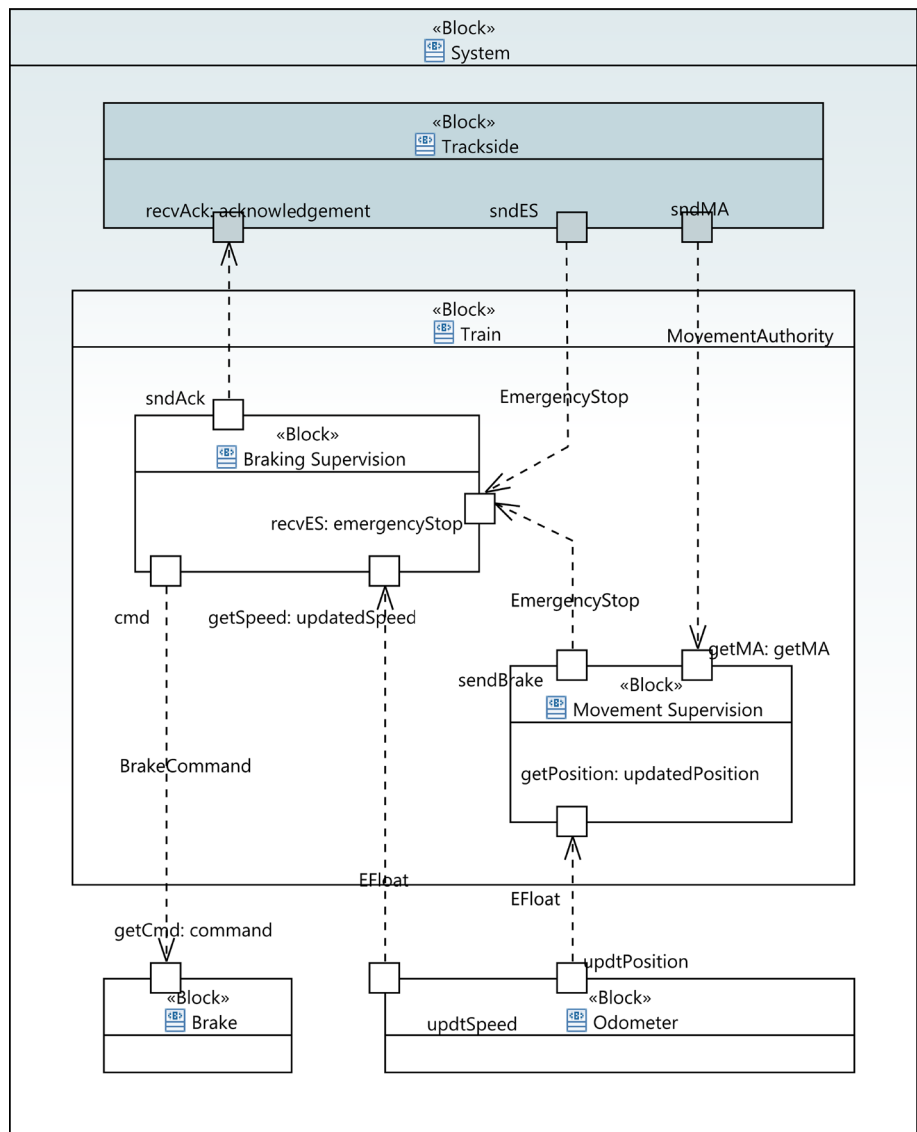 «Block»
System
«Block»
Trackside
recvAck: acknowledgement
sndES
sndMA
«Block»
Train
MovementAuthority
sndAck
EmergencyStop
«Block»
Braking Supervision
recvES: emergencyStop
cmd
getSpeed: updatedSpeed
EmergencyStop
getMA: getMA
sendBrake
«Block»
Movement Supervision
BrakeCommand
getPosition: updatedPosition
EFloat
EFloat
getCmd: command
updtPosition
«Block»
Brake
updtSpeed
«Block»
Odometer